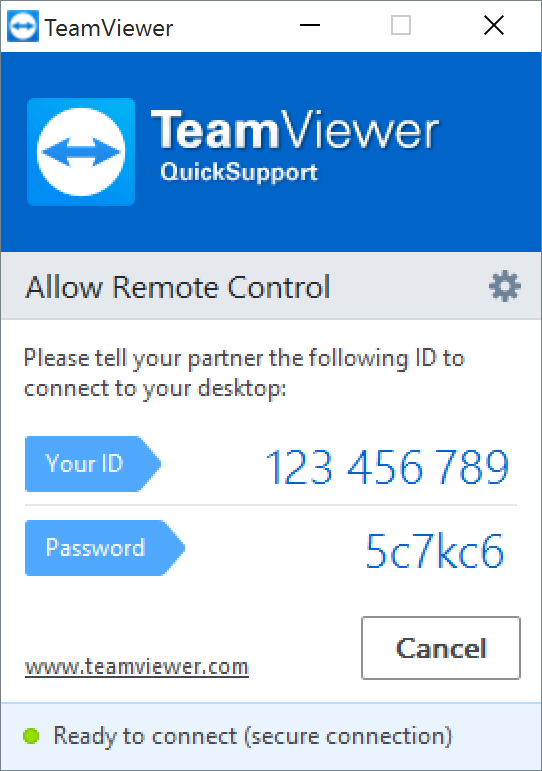 TeamViewer
TeamViewer
QuickSupport
Allow Remote Control
Please tell your partner the following ID to
connect to your desktop:
Your ID 123 456 789
Password 5c7kc6
Cancel
www.teamviewer.com
Ready to connect (secure connection)